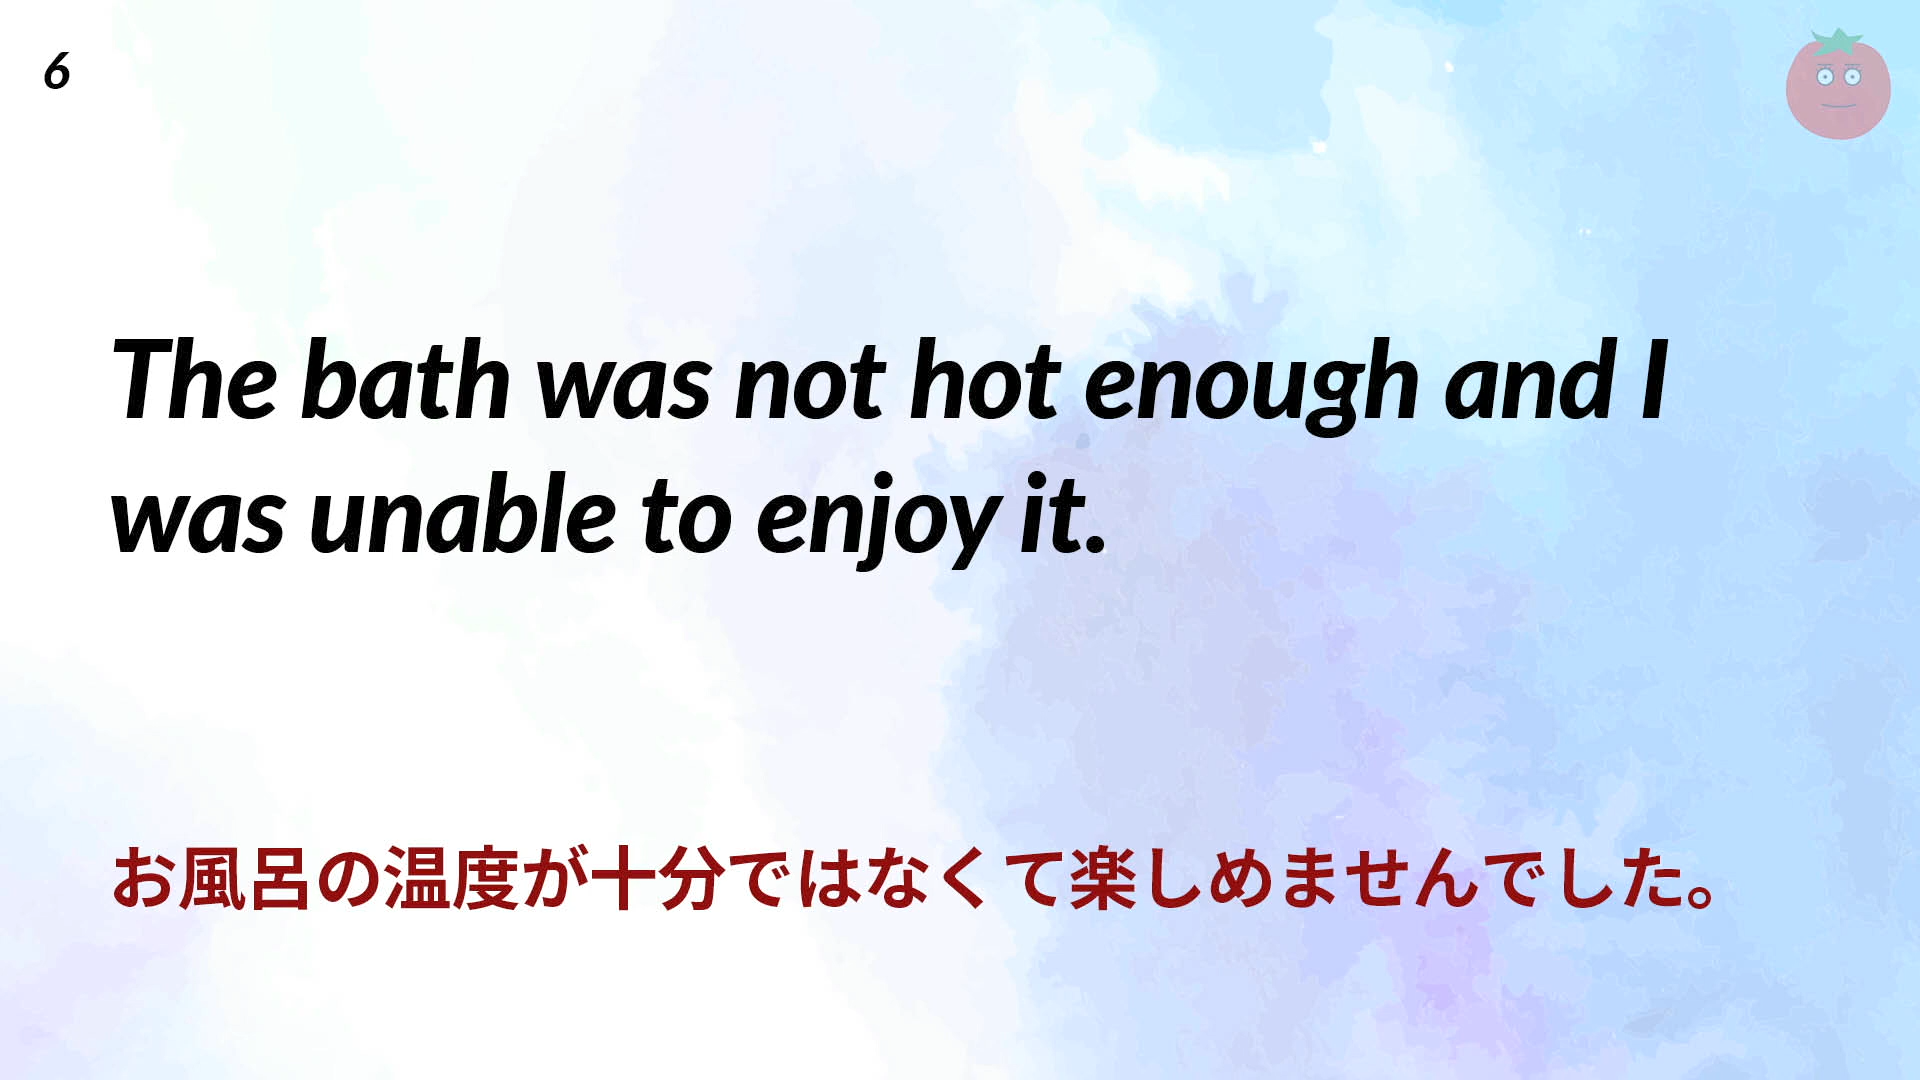 6
The bath was not hot enough and I
was unable to enjoy it.
お風呂の温度が十分ではなくて楽しめませんでした。